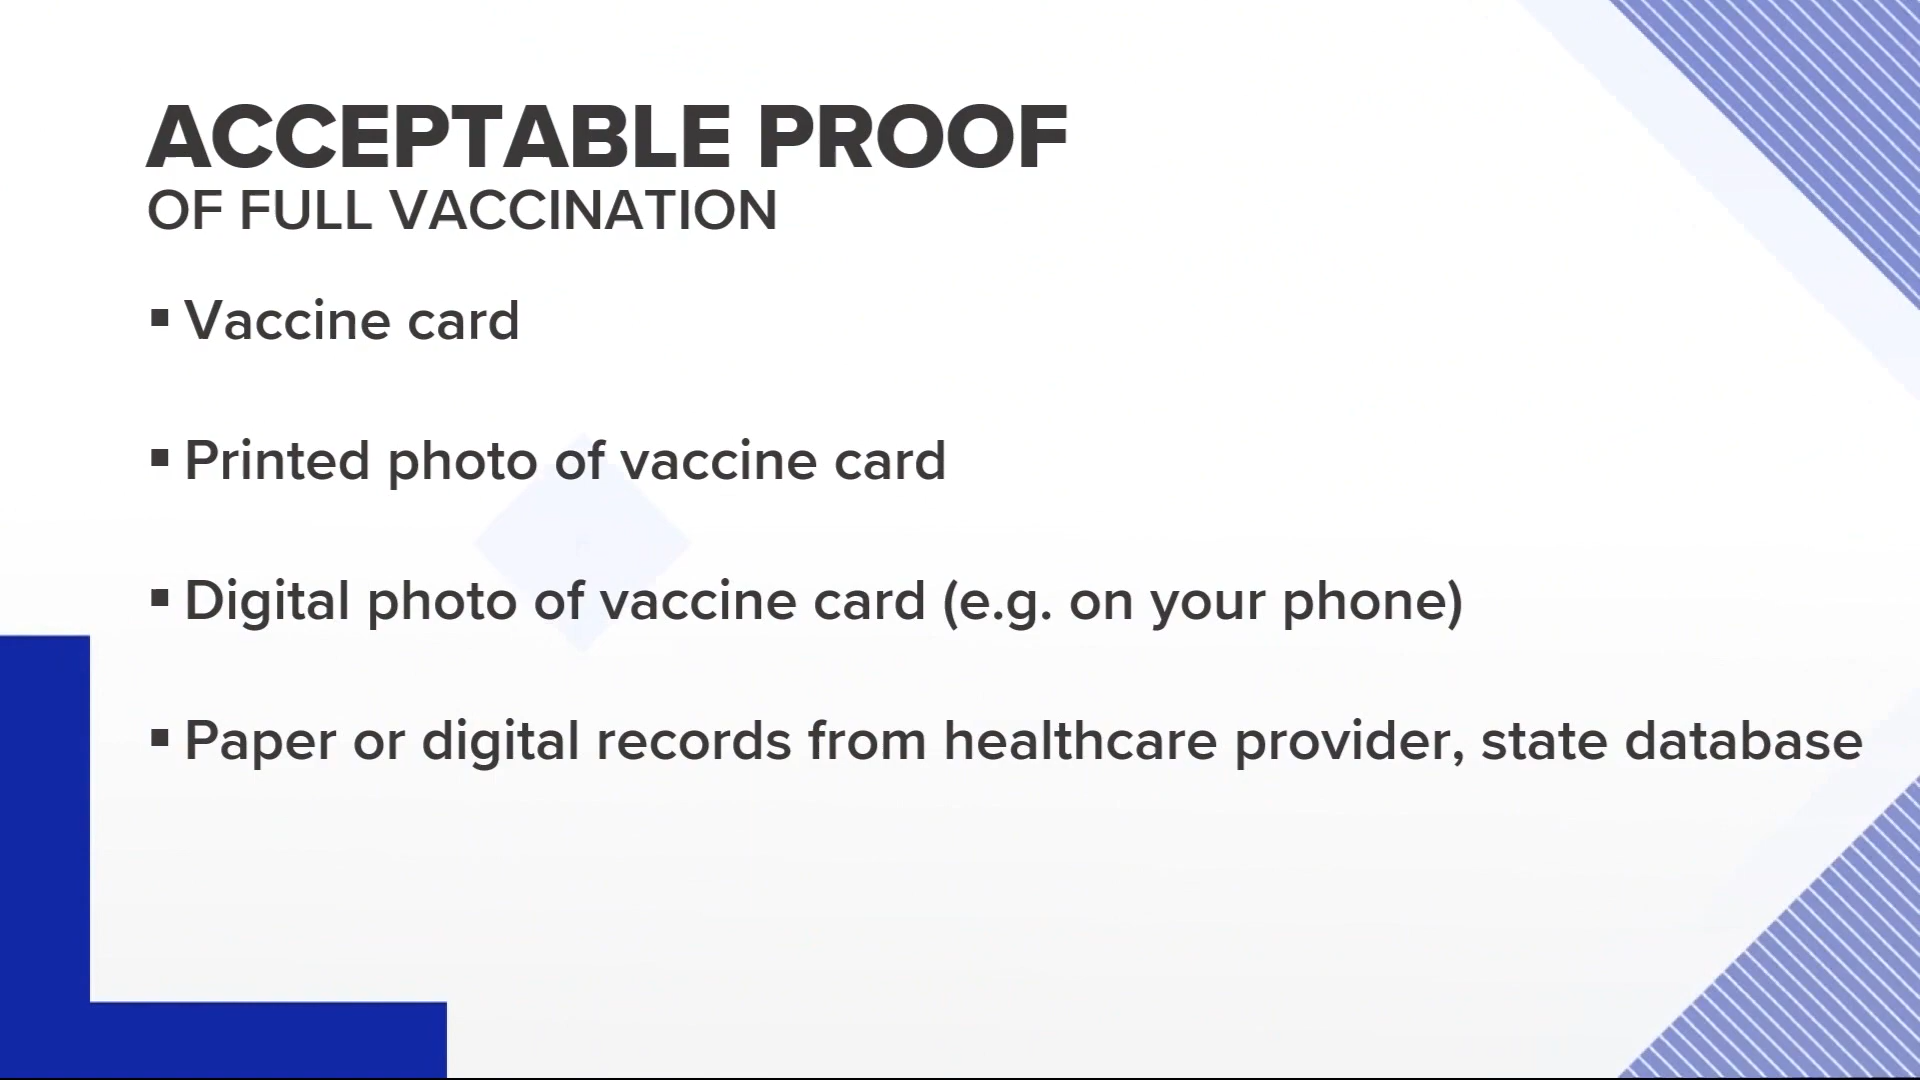 ACCEPTABLE PROOF
OF FULL VACCINATION
▪ Vaccine card
▪ Printed photo of vaccine card
▪ Digital photo of vaccine card (e.g. on your phone)
▪ Paper or digital records from healthcare provider, state database